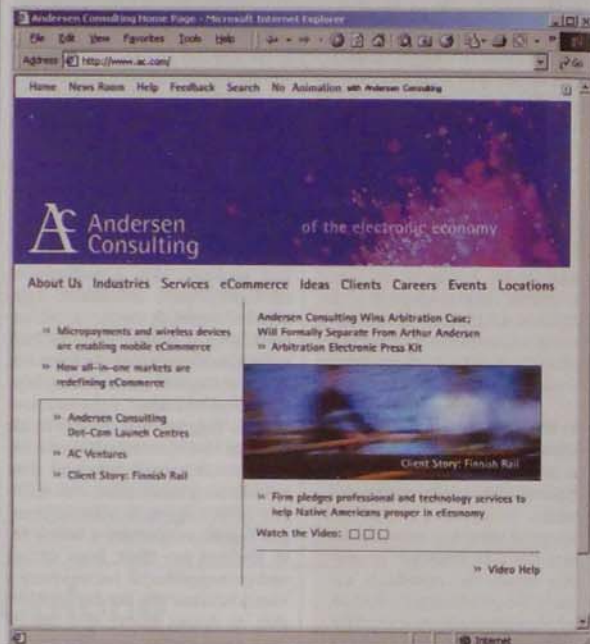 Andersen Consulting Home Page - Microsoft Internet Explorer
File Edit View Favorites Tools Help
Address http://www.ac.com/ Go
Home News Room Help Feedback Search No Animation with Andersen Consulting
Andersen
Consulting
of the electronic economy
About Us Industries Services eCommerce Ideas Clients Careers Events Locations
» Micropayments and wireless devices
are enabling mobile eCommerce
» How all-in-one markets are
redefining eCommerce
» Andersen Consulting
Dot-Com Launch Centres
» AC Ventures
» Client Story: Finnish Rail
Andersen Consulting Wins Arbitration Case;
Will Formally Separate From Arthur Andersen
» Arbitration Electronic Press Kit
Client Story: Finnish Rail
» Firm pledges professional and technology services to
help Native Americans prosper in eEconomy
Watch the Video:
» Video Help
Internet